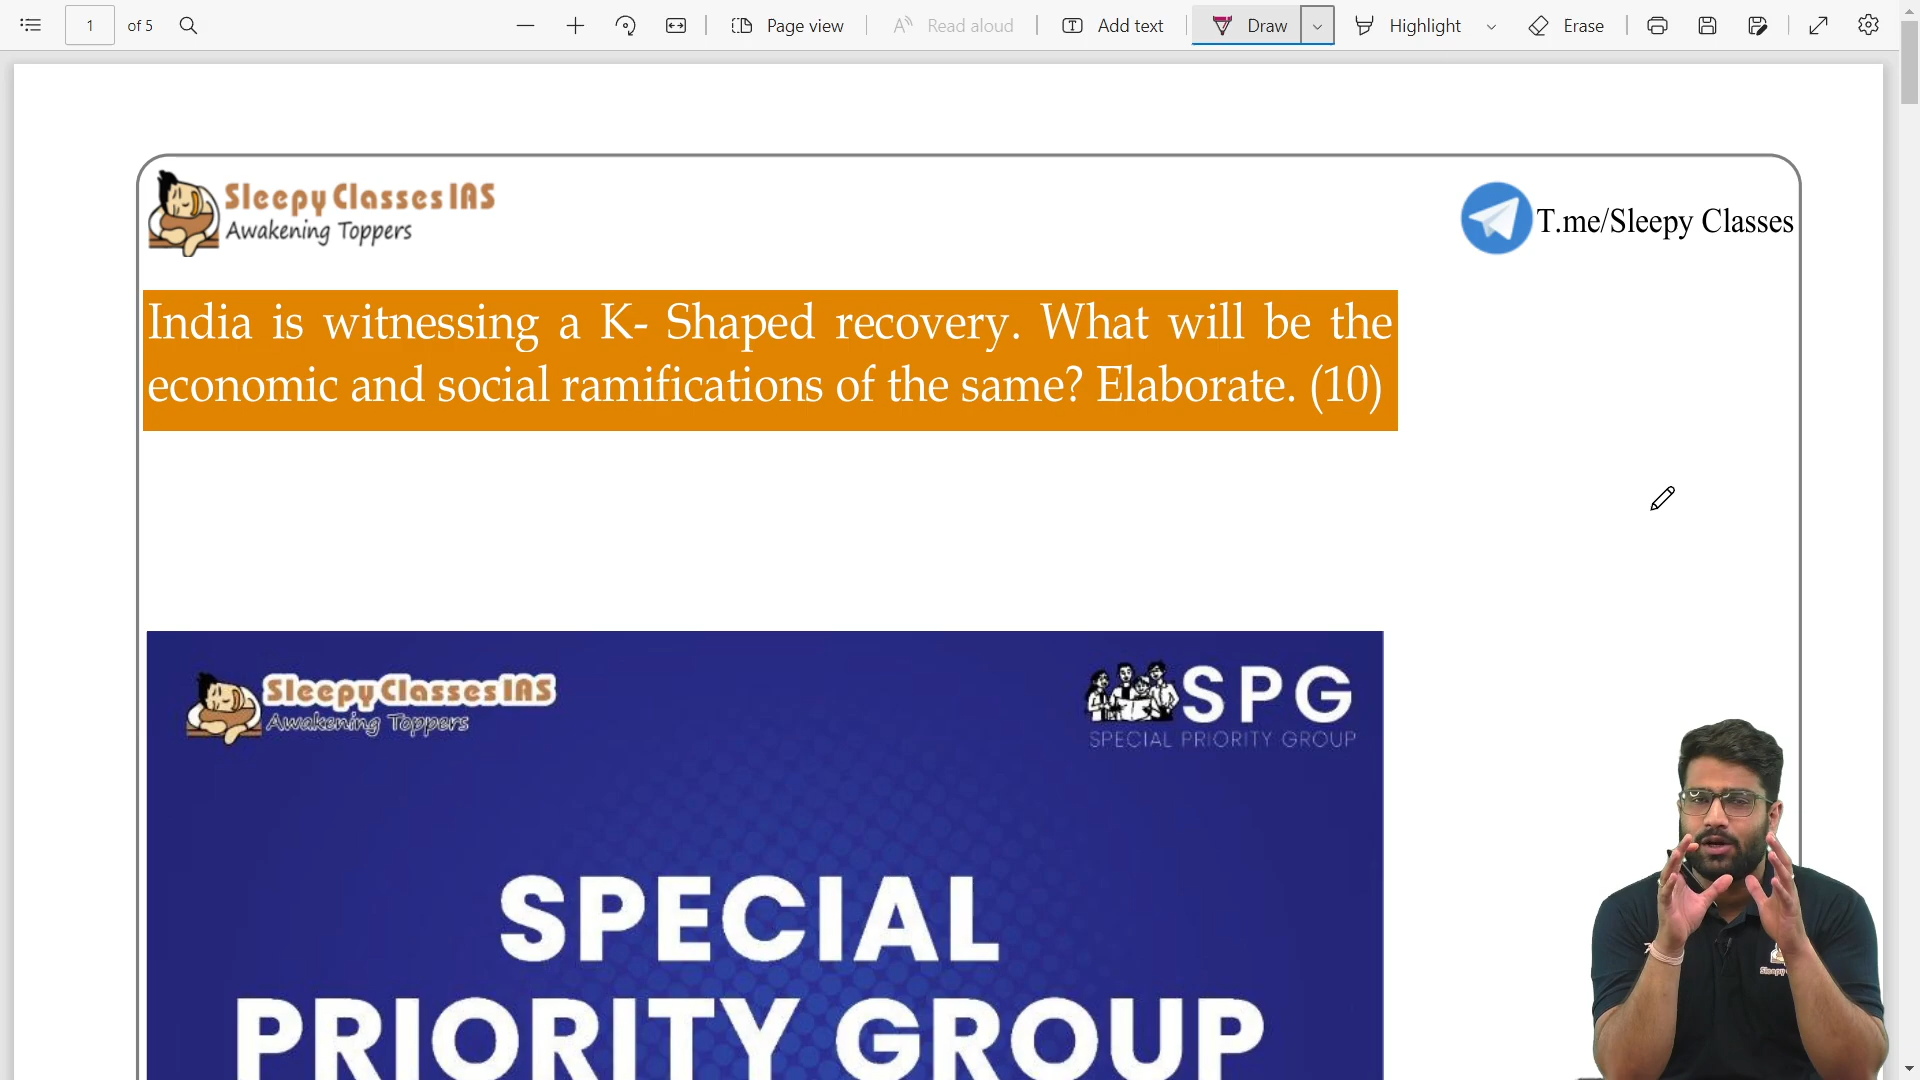 1 of 5 Page view Read aloud Add text Draw Highlight Erase
Sleepy Classes IAS
Awakening Toppers
T.me/Sleepy Classes
India is witnessing a K- Shaped recovery. What will be the
economic and social ramifications of the same? Elaborate. (10)
Sleepy Classes IAS
Awakening Toppers
SPG
SPECIAL PRIORITY GROUP
SPECIAL
PRIORITY GROUP